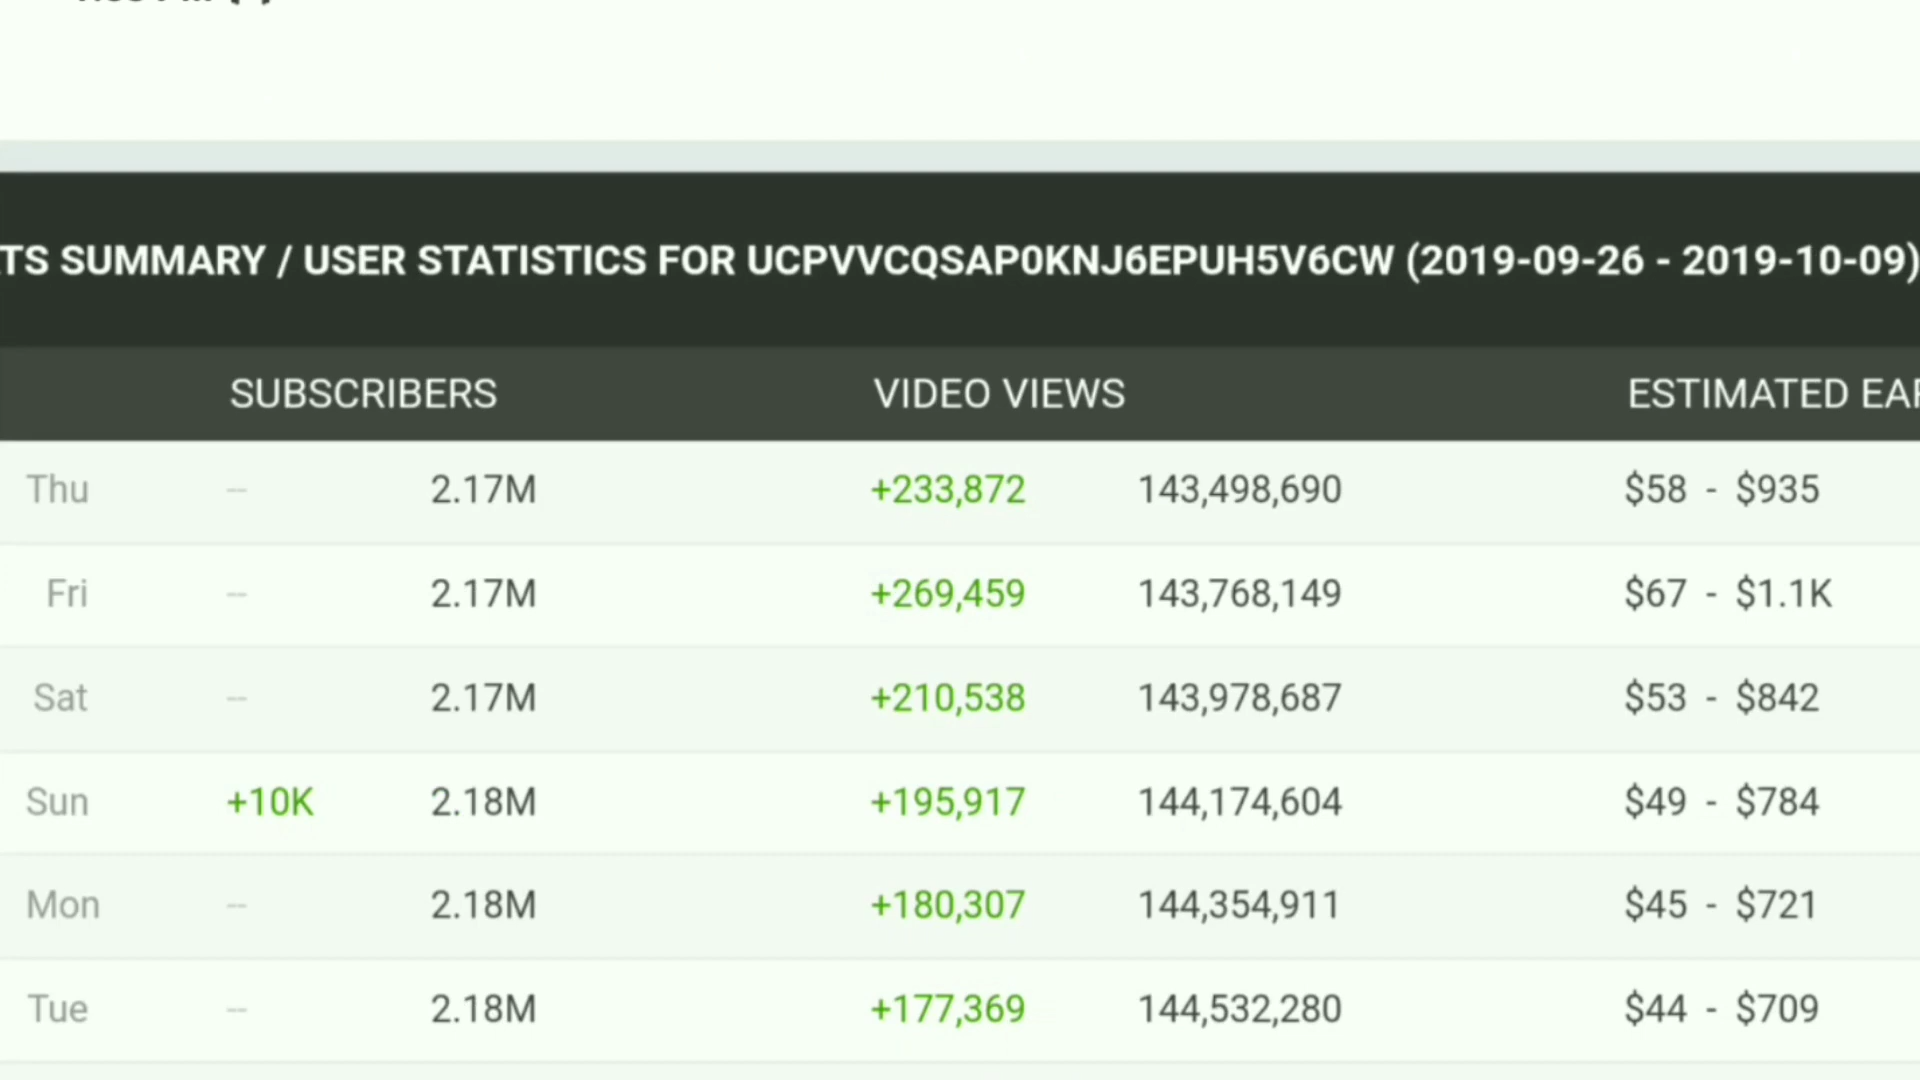 TS SUMMARY / USER STATISTICS FOR UCPVVCQSAP0KNJ6EPUH5V6CW (2019-09-26 - 2019-10-09)
SUBSCRIBERS VIDEO VIEWS ESTIMATED EAR
Thu -- 2.17M +233,872 143,498,690 $58 - $935
Fri -- 2.17M +269,459 143,768,149 $67 - $1.1K
Sat -- 2.17M +210,538 143,978,687 $53 - $842
Sun +10K 2.18M +195,917 144,174,604 $49 - $784
Mon -- 2.18M +180,307 144,354,911 $45 - $721
Tue -- 2.18M +177,369 144,532,280 $44 - $709